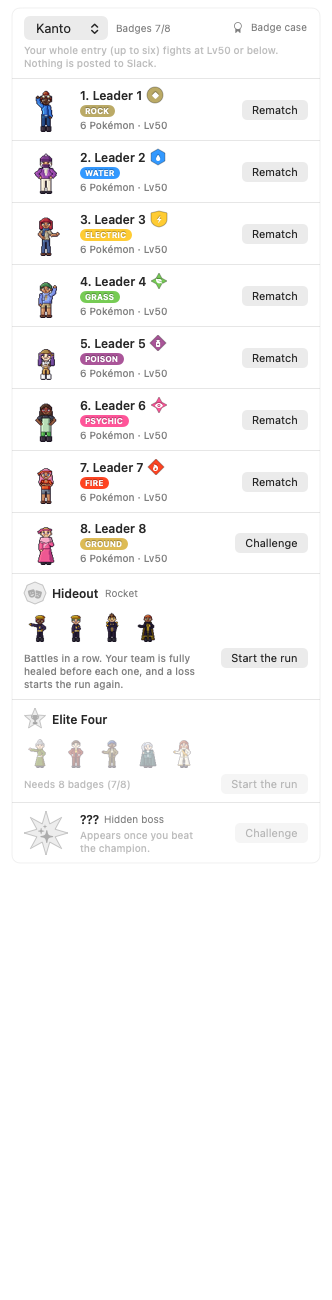 Kanto
Badges 7/8
Badge case
Your whole entry (up to six) fights at Lv50 or below.
Nothing is posted to Slack.
1. Leader 1
ROCK
6 Pokémon · Lv50
Rematch
2. Leader 2
WATER
6 Pokémon · Lv50
Rematch
3. Leader 3
ELECTRIC
6 Pokémon · Lv50
Rematch
4. Leader 4
GRASS
6 Pokémon · Lv50
Rematch
5. Leader 5
POISON
6 Pokémon · Lv50
Rematch
6. Leader 6
PSYCHIC
6 Pokémon · Lv50
Rematch
7. Leader 7
FIRE
6 Pokémon · Lv50
Rematch
8. Leader 8
GROUND
6 Pokémon · Lv50
Challenge
Hideout Rocket
Battles in a row. Your team is fully
healed before each one, and a loss
starts the run again.
Start the run
Elite Four
Needs 8 badges (7/8)
Start the run
??? Hidden boss
Appears once you beat
the champion.
Challenge